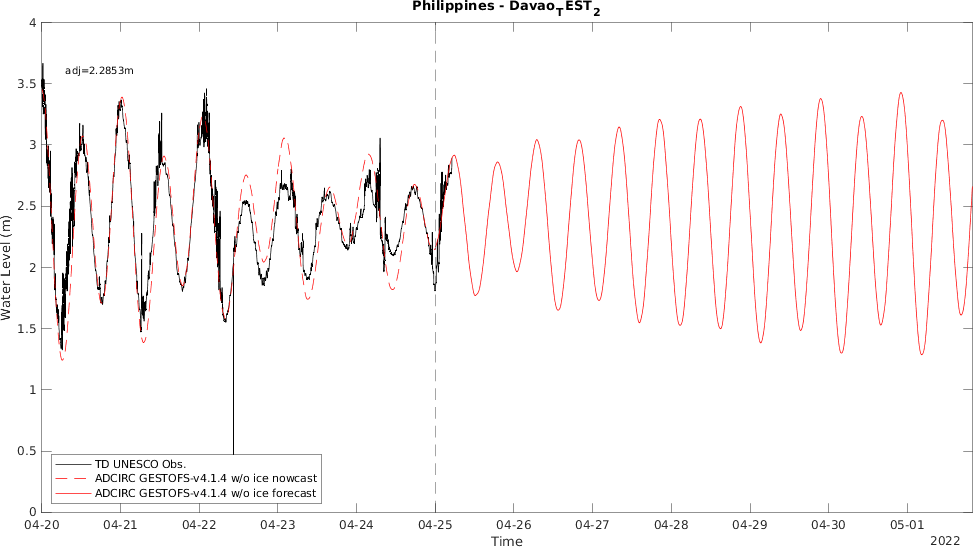 Philippines - Davao_TEST_2
4
3.5
3
2.5
2
1.5
1
0.5
0
Water Level (m)
adj=2.2853m
TD UNESCO Obs.
ADCIRC GESTOFS-v4.1.4 w/o ice nowcast
ADCIRC GESTOFS-v4.1.4 w/o ice forecast
04-20 04-21 04-22 04-23 04-24 04-25 04-26 04-27 04-28 04-29 04-30 05-01
Time
2022